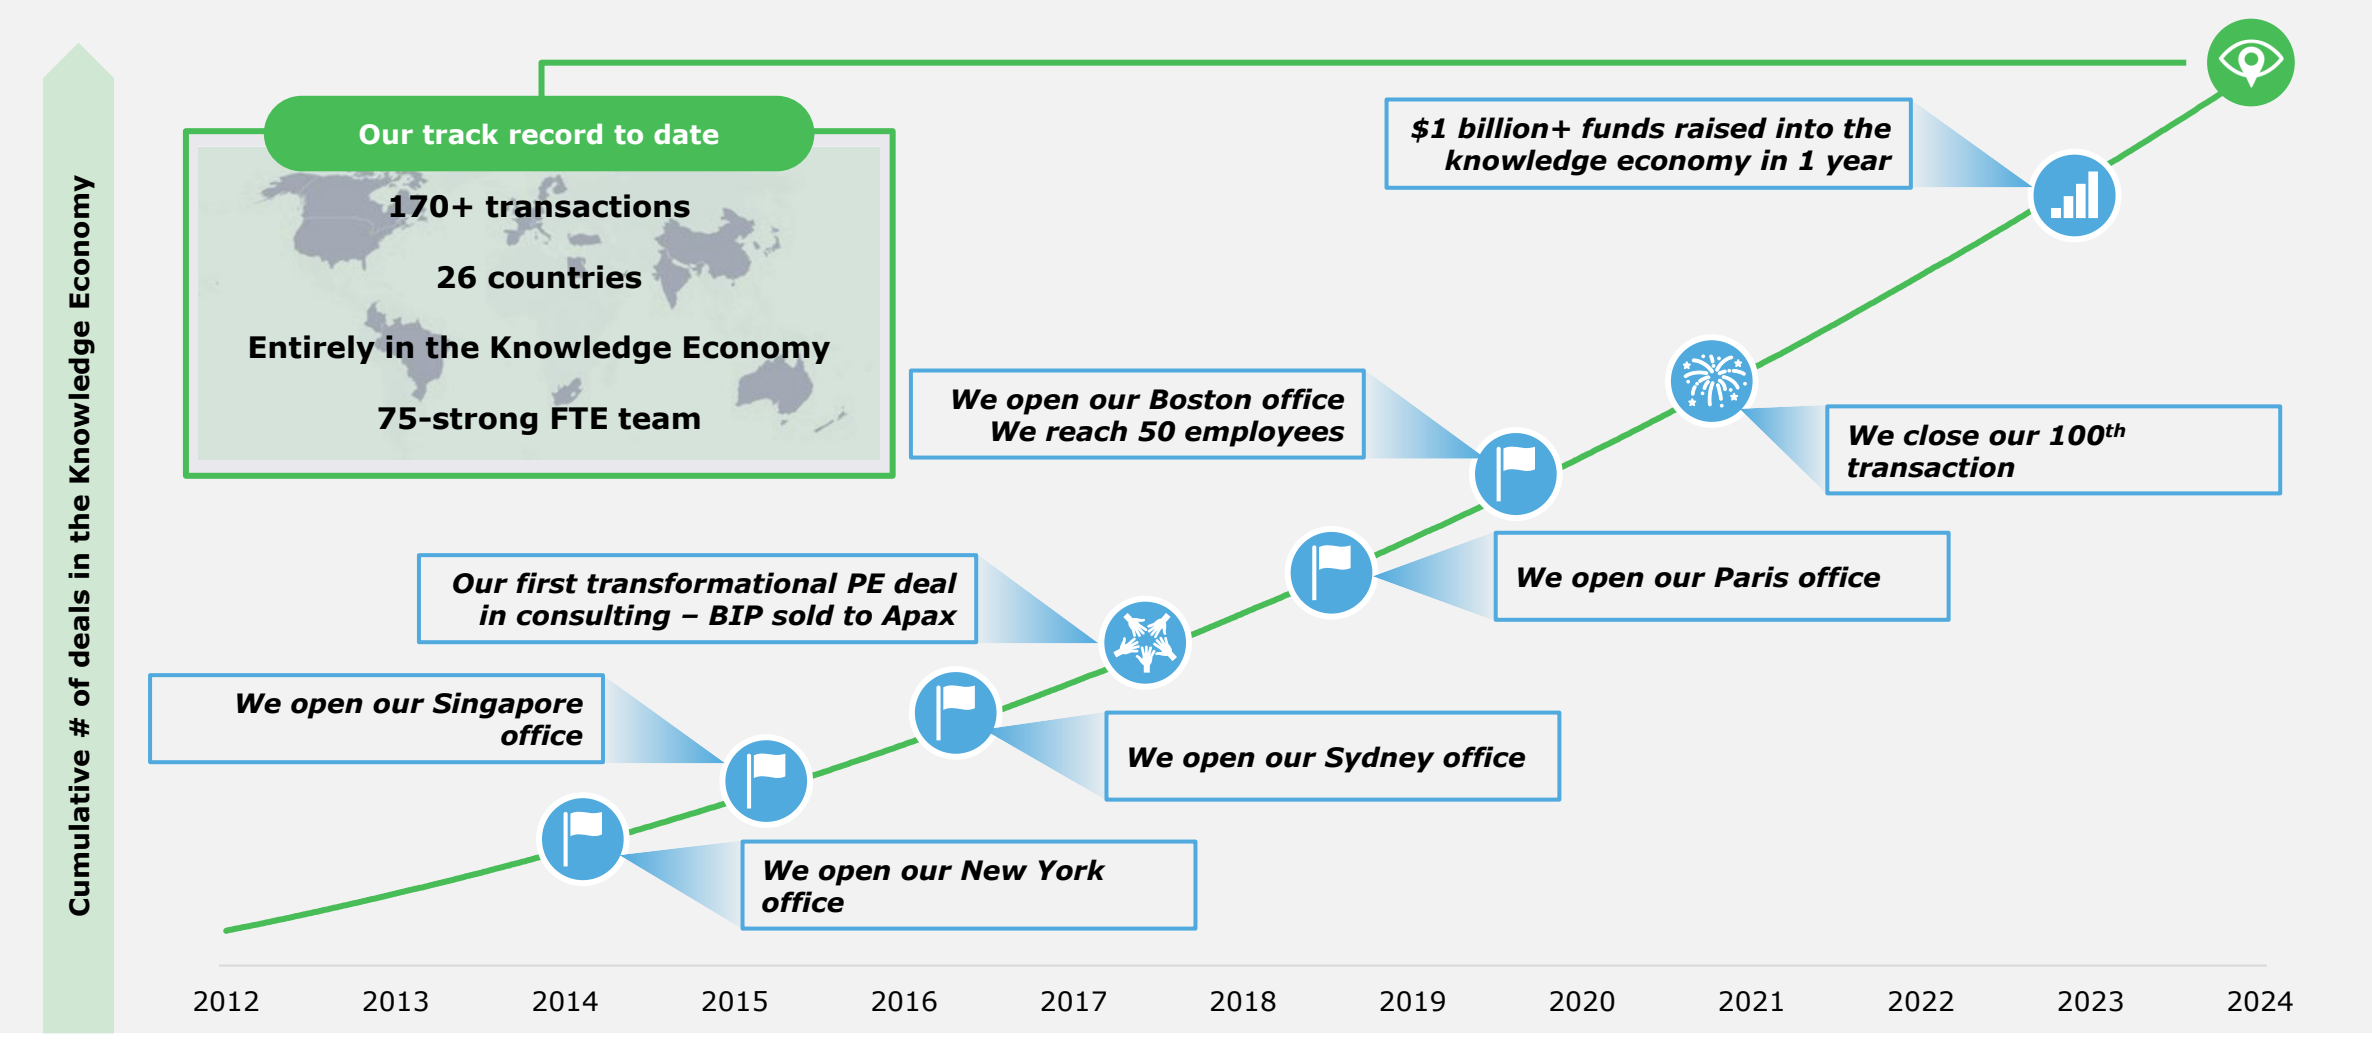 Cumulative # of deals in the Knowledge Economy
Our track record to date
170+ transactions
26 countries
Entirely in the Knowledge Economy
75-strong FTE team
$1 billion+ funds raised into the
knowledge economy in 1 year
We open our Boston office
We reach 50 employees
We close our 100th
transaction
Our first transformational PE deal
in consulting – BIP sold to Apax
We open our Paris office
We open our Singapore
office
We open our Sydney office
We open our New York
office
2012 2013 2014 2015 2016 2017 2018 2019 2020 2021 2022 2023 2024